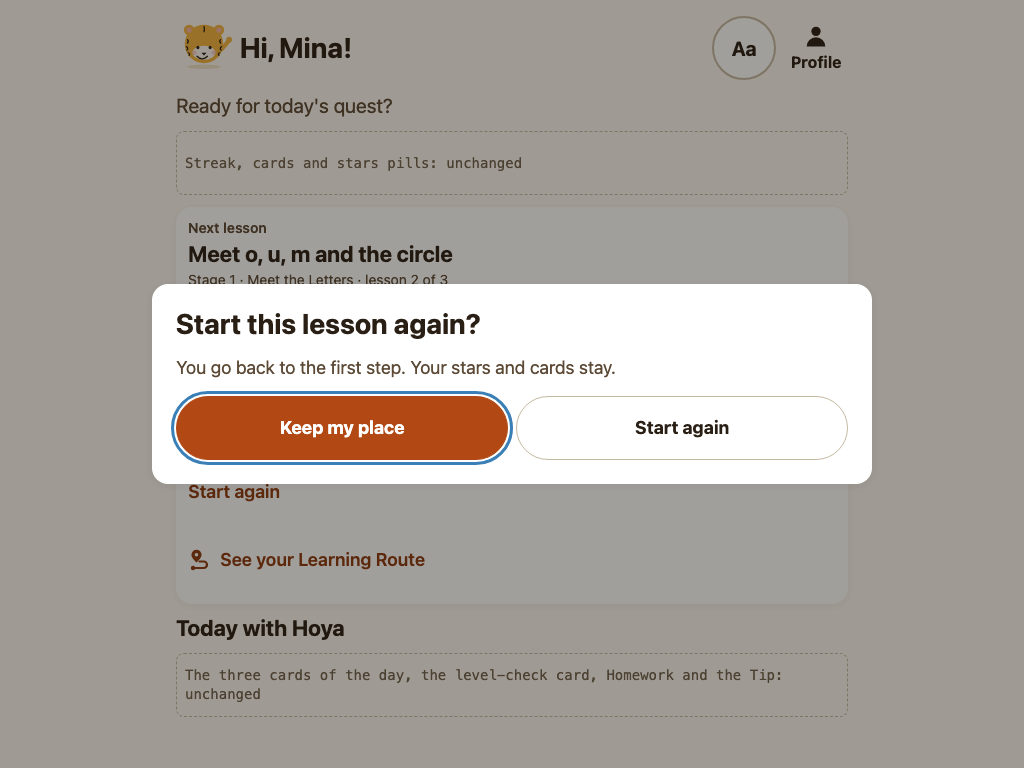 Hi, Mina!
Aa
Profile
Ready for today's quest?
Streak, cards and stars pills: unchanged
Next lesson
Meet o, u, m and the circle
Stage 1 · Meet the Letters · lesson 2 of 3
Start this lesson again?
You go back to the first step. Your stars and cards stay.
Keep my place
Start again
Start again
See your Learning Route
Today with Hoya
The three cards of the day, the level-check card, Homework and the Tip:
unchanged